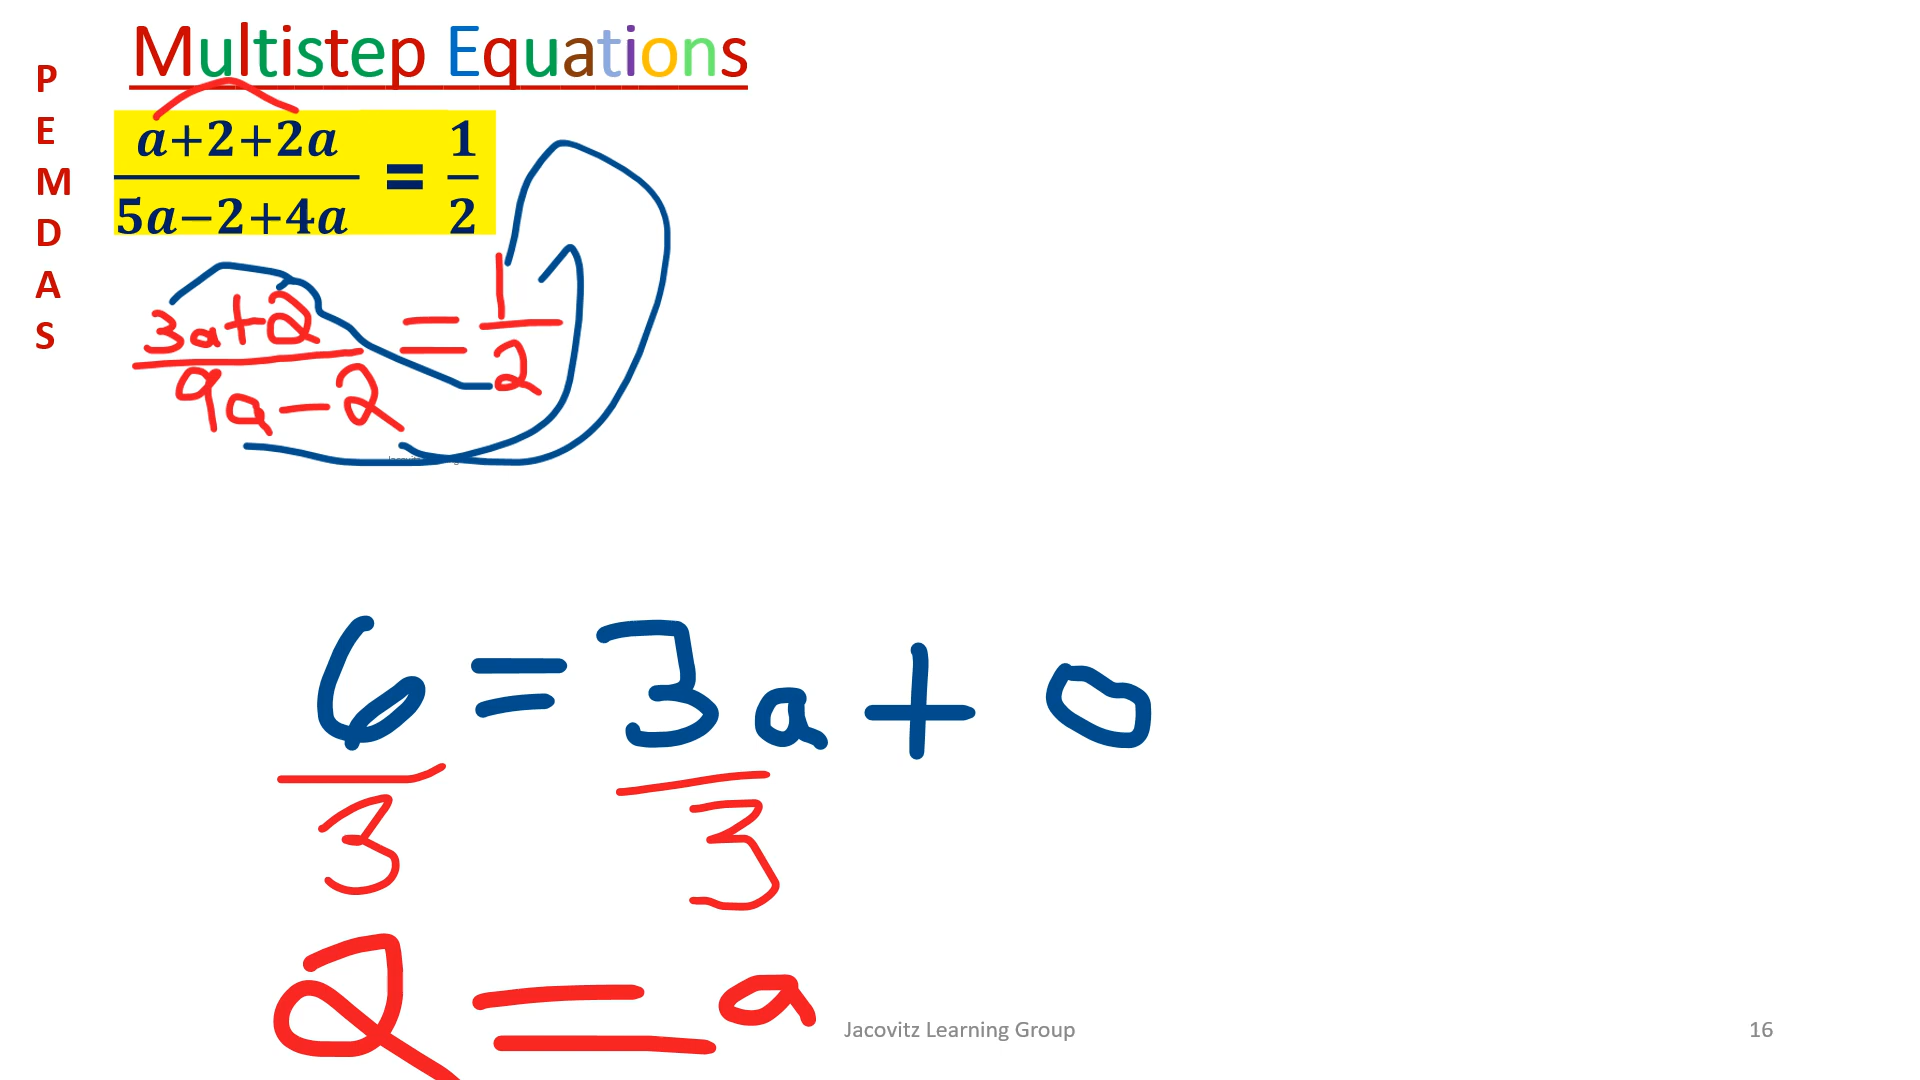 Multistep Equations
P
E
M
D
A
S
a+2+2a
5a−2+4a
=
1
2
3a+2
9a−2
=
1
2
6 = 3a + 0
3 3
2 = a
Jacovitz Learning Group
16